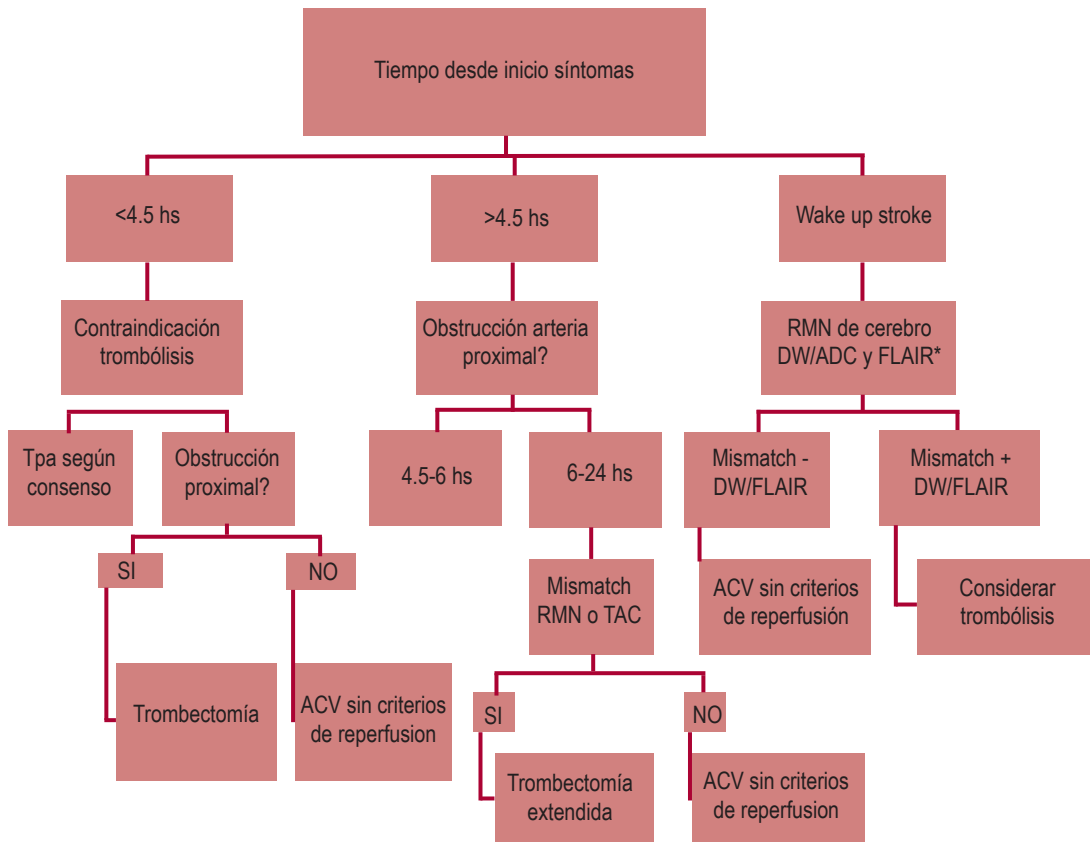 Tiempo desde inicio síntomas
<4.5 hs
>4.5 hs
Wake up stroke
Contraindicación
trombólisis
Obstrucción arteria
proximal?
RMN de cerebro
DW/ADC y FLAIR*
Tpa según
consenso
Obstrucción
proximal?
4.5-6 hs
6-24 hs
Mismatch -
DW/FLAIR
Mismatch +
DW/FLAIR
SI
NO
Mismatch
RMN o TAC
ACV sin criterios
de reperfusión
Considerar
trombólisis
Trombectomía
ACV sin criterios
de reperfusion
SI
NO
Trombectomía
extendida
ACV sin criterios
de reperfusion